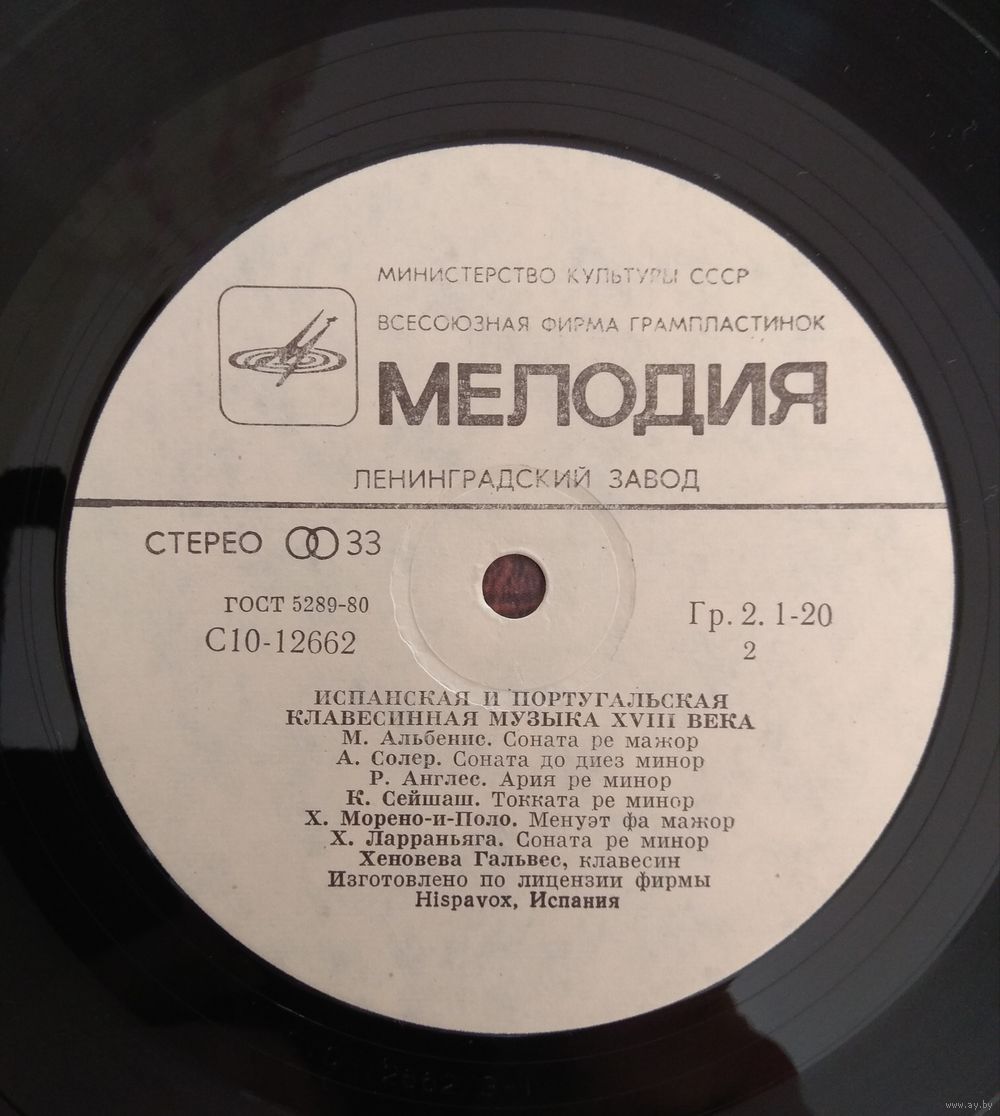 МИНИСТЕРСТВО КУЛЬТУРЫ СССР
ВСЕСОЮЗНАЯ ФИРМА ГРАМПЛАСТИНОК
МЕЛОДИЯ
ЛЕНИНГРАДСКИЙ ЗАВОД
СТЕРЕО 33
ГОСТ 5289-80
С10-12662
Гр. 2. 1-20
2
ИСПАНСКАЯ И ПОРТУГАЛЬСКАЯ
КЛАВЕСИННАЯ МУЗЫКА XVIII ВЕКА
М. Альбенис. Соната ре мажор
А. Солер. Соната до диез минор
Р. Англес. Ария ре минор
К. Сейшаш. Токката ре минор
Х. Морено-и-Поло. Менуэт фа мажор
Х. Ларраньяга. Соната ре минор
Хеновева Гальвес, клавесин
Изготовлено по лицензии фирмы
Hispavox, Испания
www.ay.by